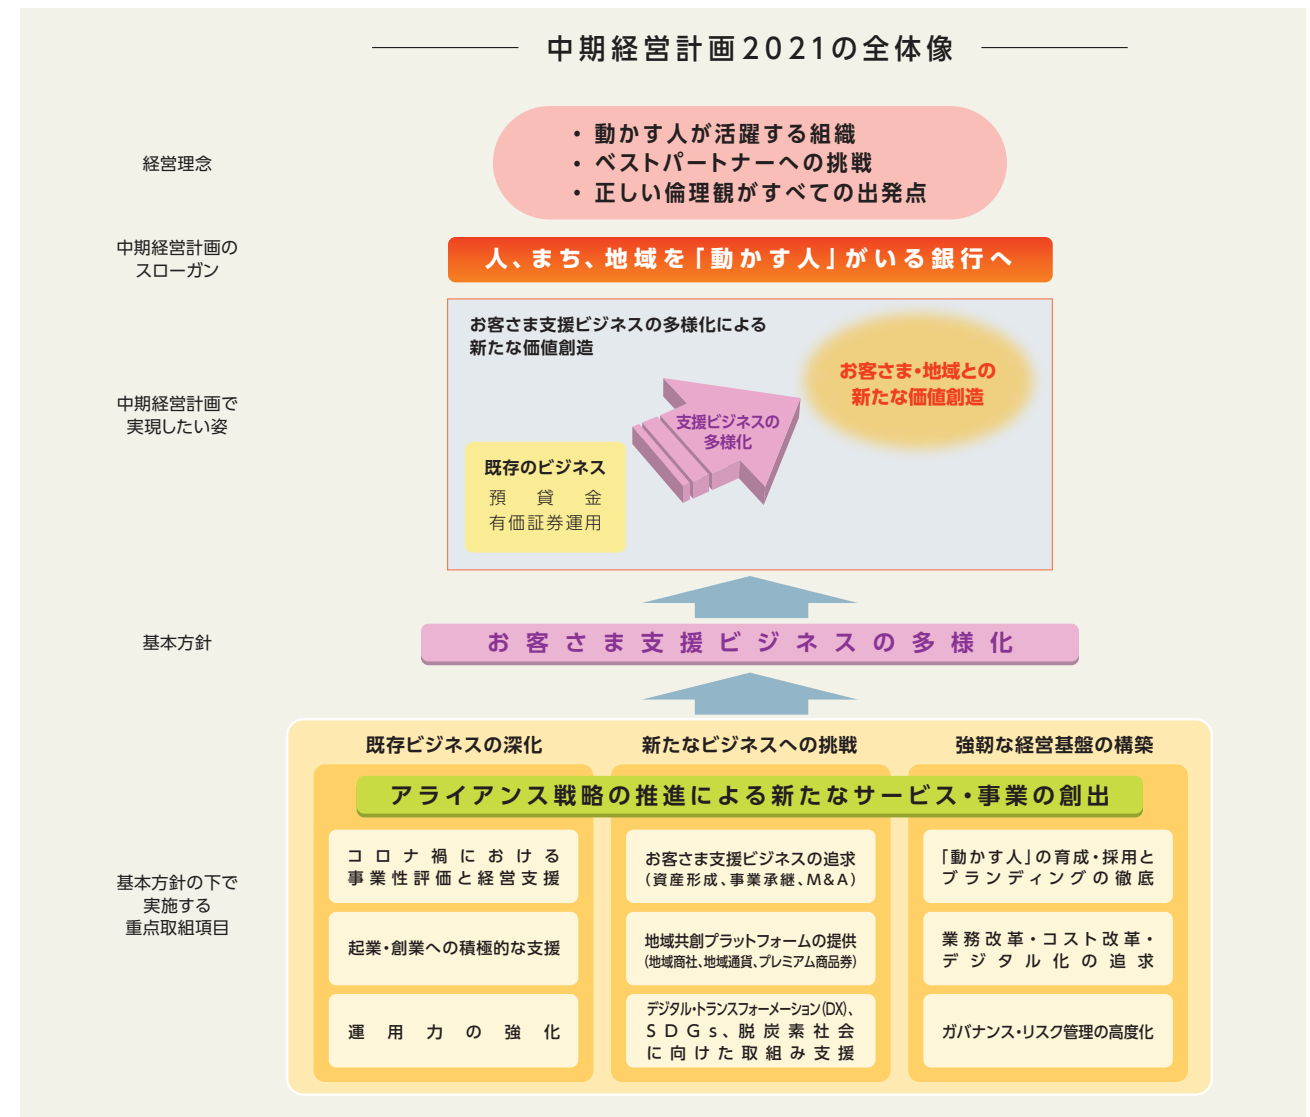 中期経営計画2021の全体像
経営理念
・動かす人が活躍する組織
・ベストパートナーへの挑戦
・正しい倫理観がすべての出発点
中期経営計画の
スローガン
人、まち、地域を「動かす人」がいる銀行へ
中期経営計画で
実現したい姿
お客さま支援ビジネスの多様化による
新たな価値創造
お客さま・地域との
新たな価値創造
支援ビジネスの
多様化
既存のビジネス
預貸金
有価証券運用
基本方針
お客さま支援ビジネスの多様化
基本方針の下で
実施する
重点取組項目
既存ビジネスの深化
新たなビジネスへの挑戦
強靭な経営基盤の構築
アライアンス戦略の推進による新たなサービス・事業の創出
コロナ禍における
事業性評価と経営支援
起業・創業への積極的な支援
運用力の強化
お客さま支援ビジネスの追求
(資産形成、事業承継、M&A)
地域共創プラットフォームの提供
(地域商社、地域通貨、プレミアム商品券)
デジタル・トランスフォーメーション(DX)、
SDGs、脱炭素社会
に向けた取組み支援
「動かす人」の育成・採用と
ブランディングの徹底
業務改革・コスト改革・
デジタル化の追求
ガバナンス・リスク管理の高度化